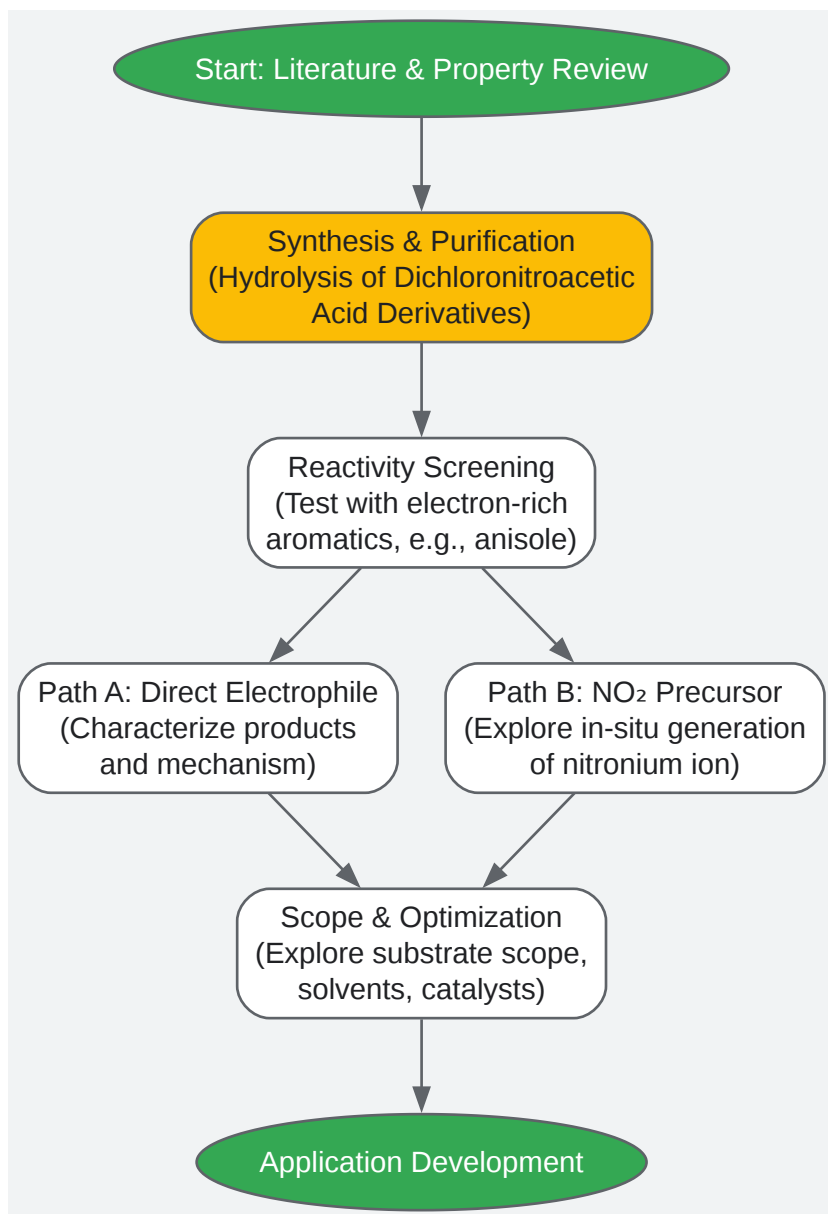 Start: Literature & Property Review
Synthesis & Purification
(Hydrolysis of Dichloronitroacetic
Acid Derivatives)
Reactivity Screening
(Test with electron-rich
aromatics, e.g., anisole)
Path A: Direct Electrophile
(Characterize products
and mechanism)
Path B: NO₂ Precursor
(Explore in-situ generation
of nitronium ion)
Scope & Optimization
(Explore substrate scope,
solvents, catalysts)
Application Development